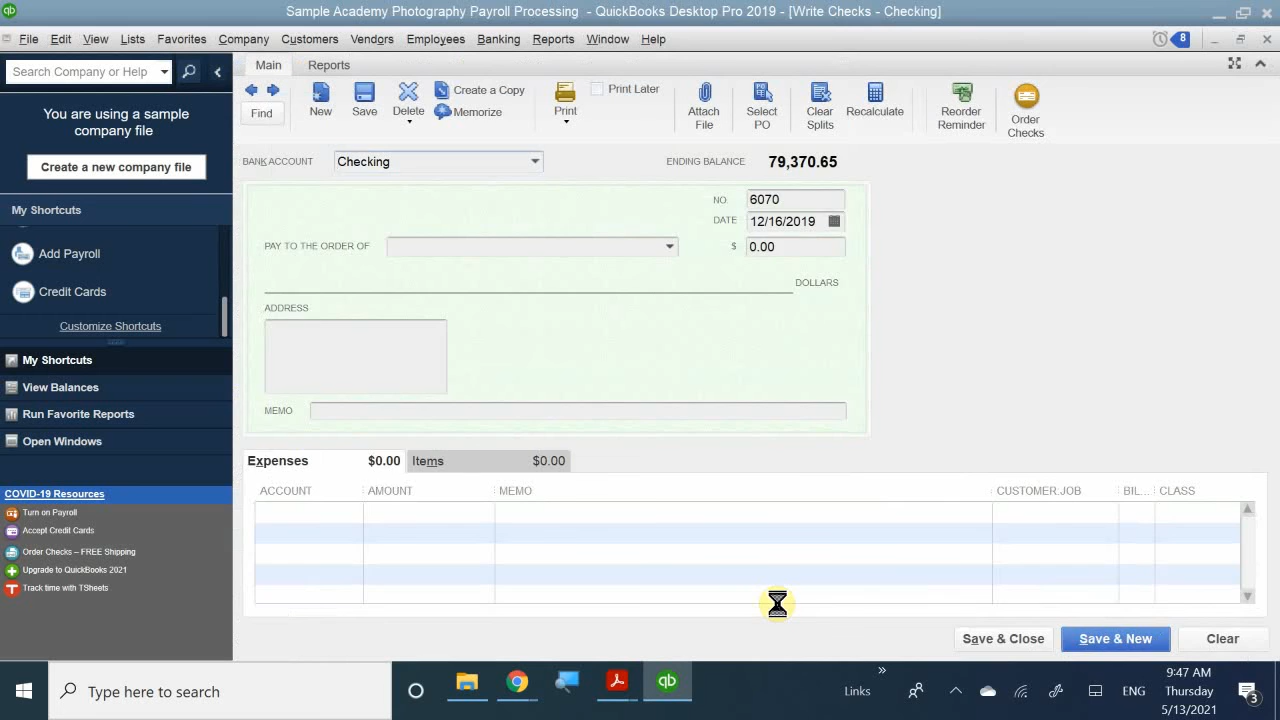 Sample Academy Photography Payroll Processing - QuickBooks Desktop Pro 2019 - [Write Checks - Checking]
File Edit View Lists Favorites Company Customers Vendors Employees Banking Reports Window Help 8
Search Company or Help
You are using a sample
company file
Create a new company file
My Shortcuts
Add Payroll
Credit Cards
Customize Shortcuts
My Shortcuts
View Balances
Run Favorite Reports
Open Windows
COVID-19 Resources
Turn on Payroll
Accept Credit Cards
Order Checks – FREE Shipping
Upgrade to QuickBooks 2021
Track time with TSheets
Main Reports
Find
New
Save
Delete
Create a Copy
Memorize
Print
Print Later
Attach
File
Select
PO
Clear
Splits
Recalculate
Reorder
Reminder
Order
Checks
BANK ACCOUNT Checking ENDING BALANCE 79,370.65
NO. 6070
DATE 12/16/2019
PAY TO THE ORDER OF $ 0.00
DOLLARS
ADDRESS
MEMO
Expenses $0.00 Items $0.00
ACCOUNT AMOUNT MEMO CUSTOMER:JOB BIL... CLASS
Save & Close Save & New Clear
Type here to search
qb
Links
ENG
9:47 AM
Thursday
5/13/2021
3